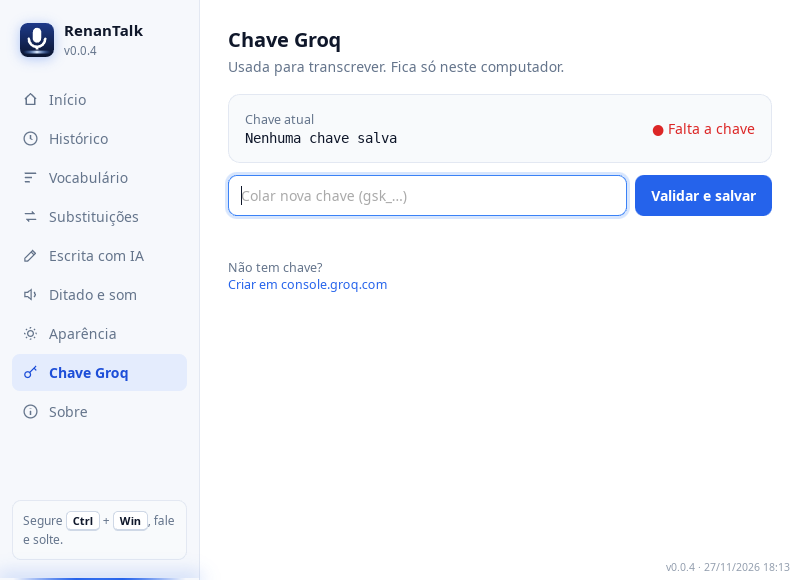 RenanTalk
v0.0.4
Início
Histórico
Vocabulário
Substituições
Escrita com IA
Ditado e som
Aparência
Chave Groq
Sobre
Segure Ctrl + Win, fale
e solte.
Chave Groq
Usada para transcrever. Fica só neste computador.
Chave atual
Nenhuma chave salva
Falta a chave
Colar nova chave (gsk_...)
Validar e salvar
Não tem chave?
Criar em console.groq.com
v0.0.4 · 27/11/2026 18:13